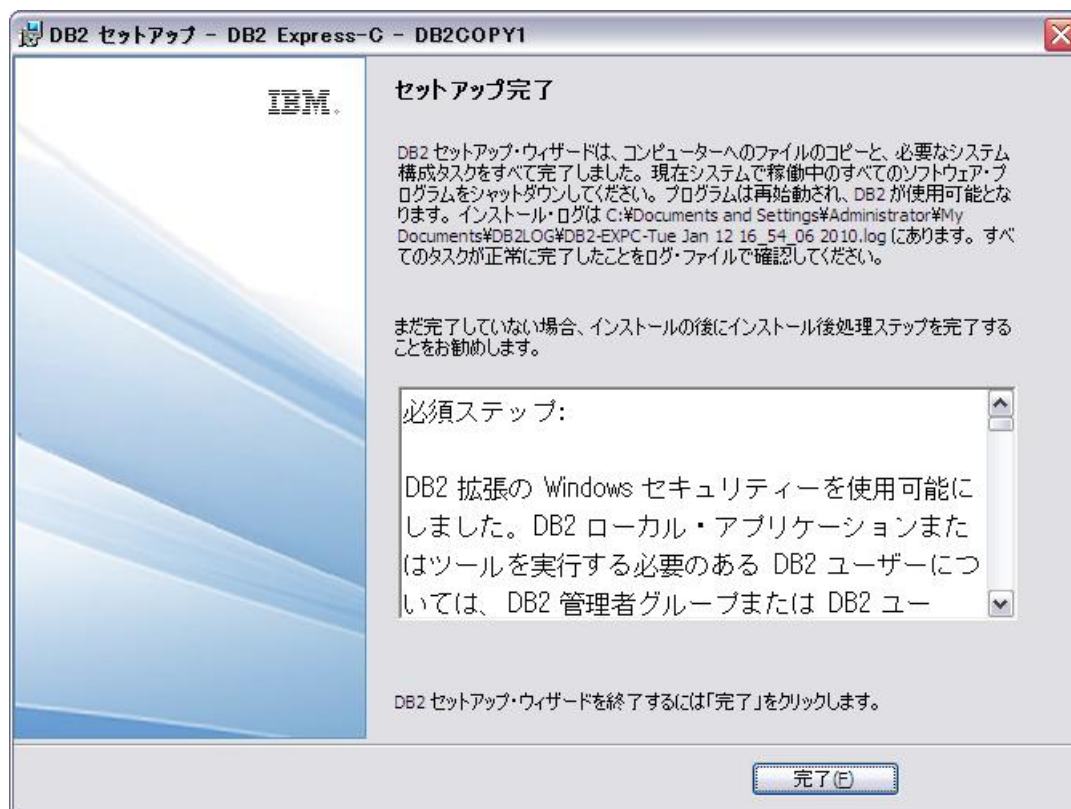 DB2 セットアップ - DB2 Express-C - DB2COPY1
IBM.
セットアップ完了
DB2 セットアップ・ウィザードは、コンピューターへのファイルのコピーと、必要なシステム
構成タスクをすべて完了しました。現在システムで稼働中のすべてのソフトウェア・プ
ログラムをシャットダウンしてください。プログラムは再始動され、DB2 が使用可能とな
ります。インストール・ログは C:¥Documents and Settings¥Administrator¥My
Documents¥DB2LOG¥DB2-EXPC-Tue Jan 12 16_54_06 2010.log にあります。すべ
てのタスクが正常に完了したことをログ・ファイルで確認してください。
まだ完了していない場合、インストールの後にインストール後処理ステップを完了する
ことをお勧めします。
必須ステップ:
DB2 拡張の Windows セキュリティーを使用可能に
しました。DB2 ローカル・アプリケーションまた
はツールを実行する必要のある DB2 ユーザーにつ
いては、DB2 管理者グループまたは DB2 ユー
DB2 セットアップ・ウィザードを終了するには「完了」をクリックします。
完了(F)